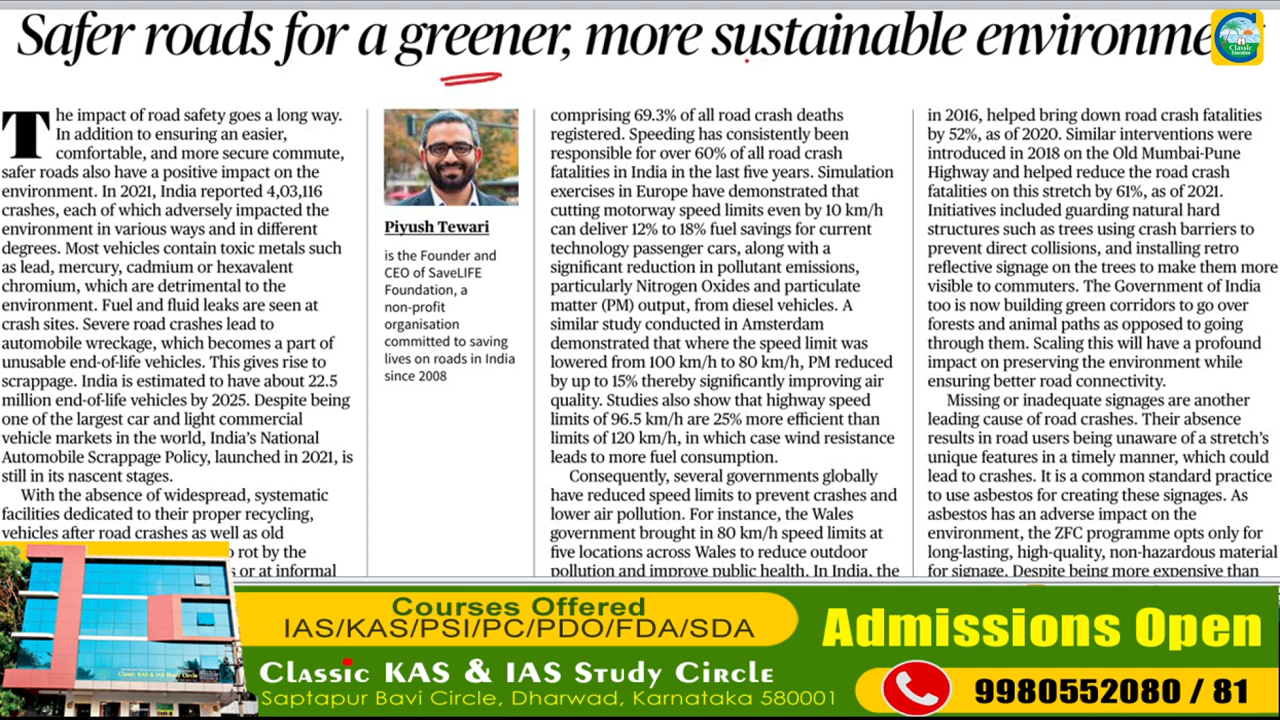 Safer roads for a greener, more sustainable environme
Classic
Education
The impact of road safety goes a long way.
In addition to ensuring an easier,
comfortable, and more secure commute,
safer roads also have a positive impact on the
environment. In 2021, India reported 4,03,116
crashes, each of which adversely impacted the
environment in various ways and in different
degrees. Most vehicles contain toxic metals such
as lead, mercury, cadmium or hexavalent
chromium, which are detrimental to the
environment. Fuel and fluid leaks are seen at
crash sites. Severe road crashes lead to
automobile wreckage, which becomes a part of
unusable end-of-life vehicles. This gives rise to
scrappage. India is estimated to have about 22.5
million end-of-life vehicles by 2025. Despite being
one of the largest car and light commercial
vehicle markets in the world, India's National
Automobile Scrappage Policy, launched in 2021, is
still in its nascent stages.
With the absence of widespread, systematic
facilities dedicated to their proper recycling,
vehicles after road crashes as well as old
rot by the
or at informal
Piyush Tewari
is the Founder and
CEO of SaveLIFE
Foundation, a
non-profit
organisation
committed to saving
lives on roads in India
since 2008
comprising 69.3% of all road crash deaths
registered. Speeding has consistently been
responsible for over 60% of all road crash
fatalities in India in the last five years. Simulation
exercises in Europe have demonstrated that
cutting motorway speed limits even by 10 km/h
can deliver 12% to 18% fuel savings for current
technology passenger cars, along with a
significant reduction in pollutant emissions,
particularly Nitrogen Oxides and particulate
matter (PM) output, from diesel vehicles. A
similar study conducted in Amsterdam
demonstrated that where the speed limit was
lowered from 100 km/h to 80 km/h, PM reduced
by up to 15% thereby significantly improving air
quality. Studies also show that highway speed
limits of 96.5 km/h are 25% more efficient than
limits of 120 km/h, in which case wind resistance
leads to more fuel consumption.
Consequently, several governments globally
have reduced speed limits to prevent crashes and
lower air pollution. For instance, the Wales
government brought in 80 km/h speed limits at
five locations across Wales to reduce outdoor
pollution and improve public health. In India, the
in 2016, helped bring down road crash fatalities
by 52%, as of 2020. Similar interventions were
introduced in 2018 on the Old Mumbai-Pune
Highway and helped reduce the road crash
fatalities on this stretch by 61%, as of 2021.
Initiatives included guarding natural hard
structures such as trees using crash barriers to
prevent direct collisions, and installing retro
reflective signage on the trees to make them more
visible to commuters. The Government of India
too is now building green corridors to go over
forests and animal paths as opposed to going
through them. Scaling this will have a profound
impact on preserving the environment while
ensuring better road connectivity.
Missing or inadequate signages are another
leading cause of road crashes. Their absence
results in road users being unaware of a stretch's
unique features in a timely manner, which could
lead to crashes. It is a common standard practice
to use asbestos for creating these signages. As
asbestos has an adverse impact on the
environment, the ZFC programme opts only for
long-lasting, high-quality, non-hazardous material
for signage. Despite being more expensive than
Courses Offered
IAS/KAS/PSI/PC/PDO/FDA/SDA
Classic KAS & IAS Study Circle
Saptapur Bavi Circle, Dharwad, Karnataka 580001
Admissions Open
9980552080 / 81